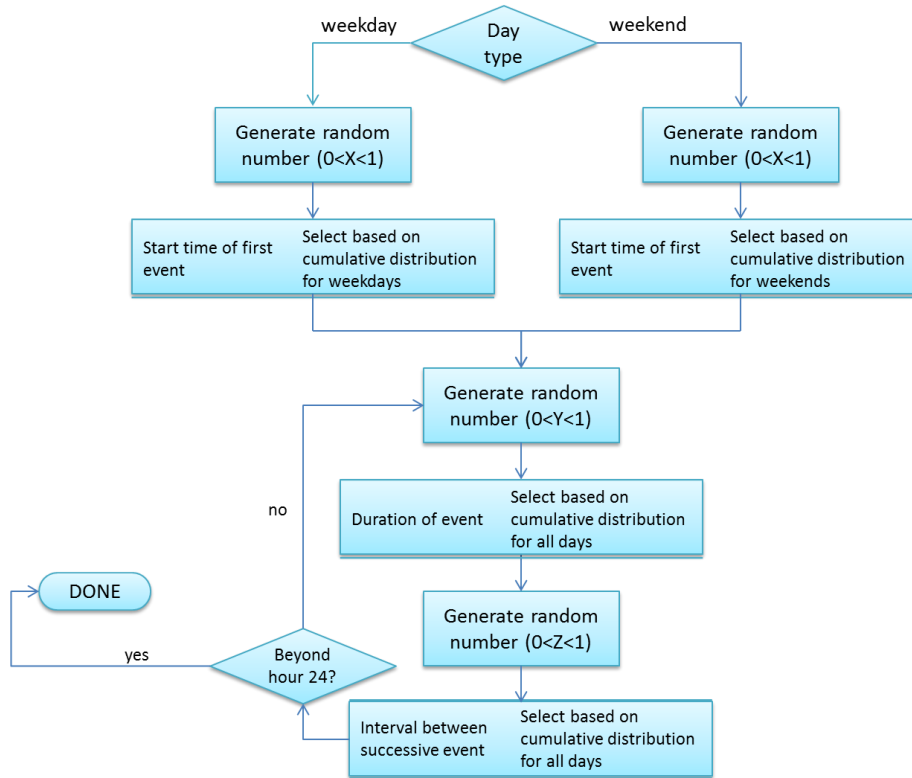 weekday
Day
type
weekend
Generate random
number (0<X<1)
Generate random
number (0<X<1)
Start time of first
event
Select based on
cumulative distribution
for weekdays
Start time of first
event
Select based on
cumulative distribution
for weekends
Generate random
number (0<Y<1)
no
Duration of event
Select based on
cumulative distribution
for all days
DONE
Generate random
number (0<Z<1)
yes
Beyond
hour 24?
Interval between
successive event
Select based on
cumulative distribution
for all days